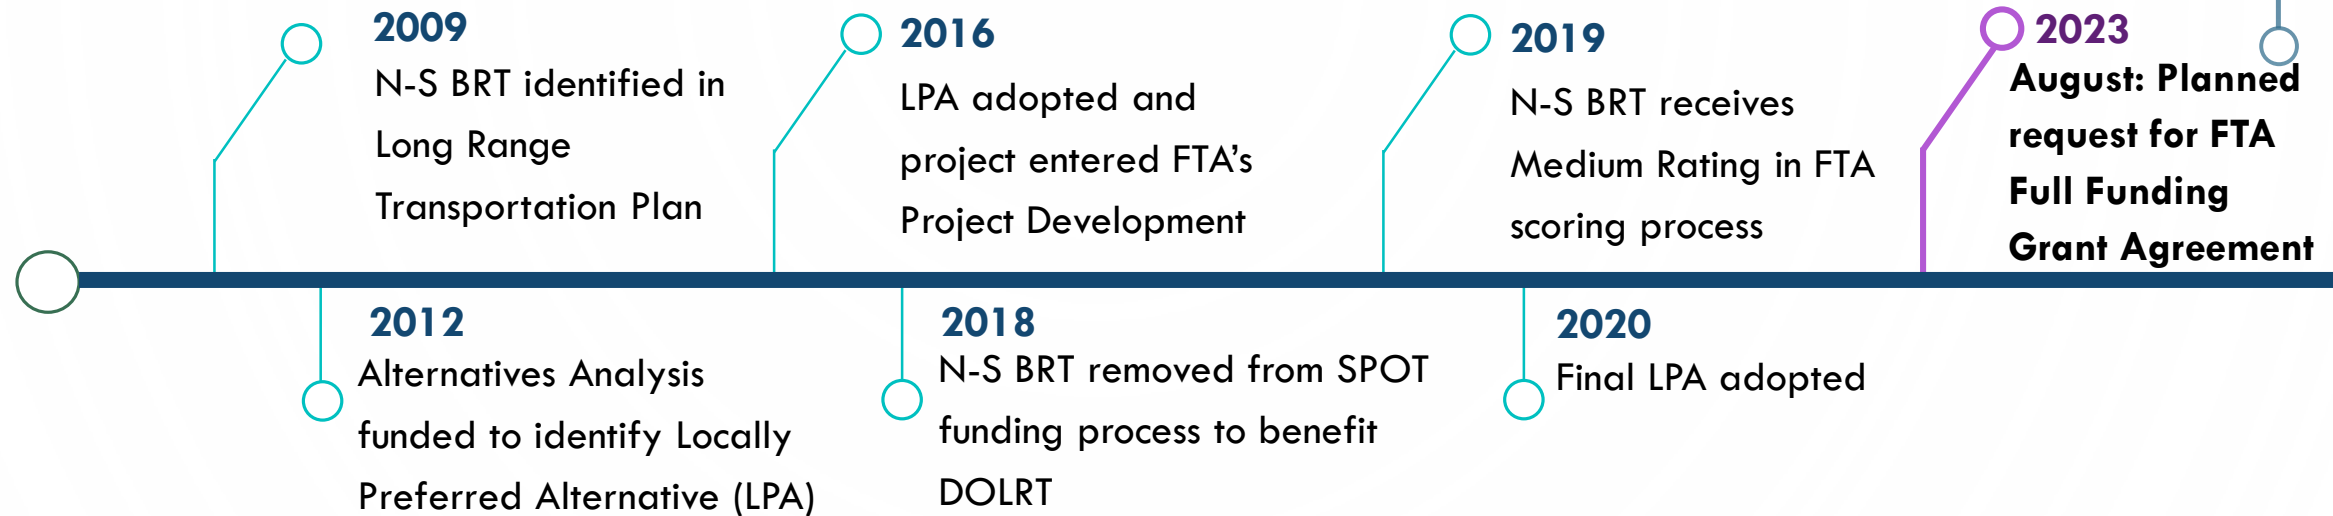 2009
N-S BRT identified in
Long Range
Transportation Plan
2012
Alternatives Analysis
funded to identify Locally
Preferred Alternative (LPA)
2016
LPA adopted and
project entered FTA’s
Project Development
2018
N-S BRT removed from SPOT
funding process to benefit
DOLRT
2019
N-S BRT receives
Medium Rating in FTA
scoring process
2020
Final LPA adopted
2023
August: Planned
request for FTA
Full Funding
Grant Agreement